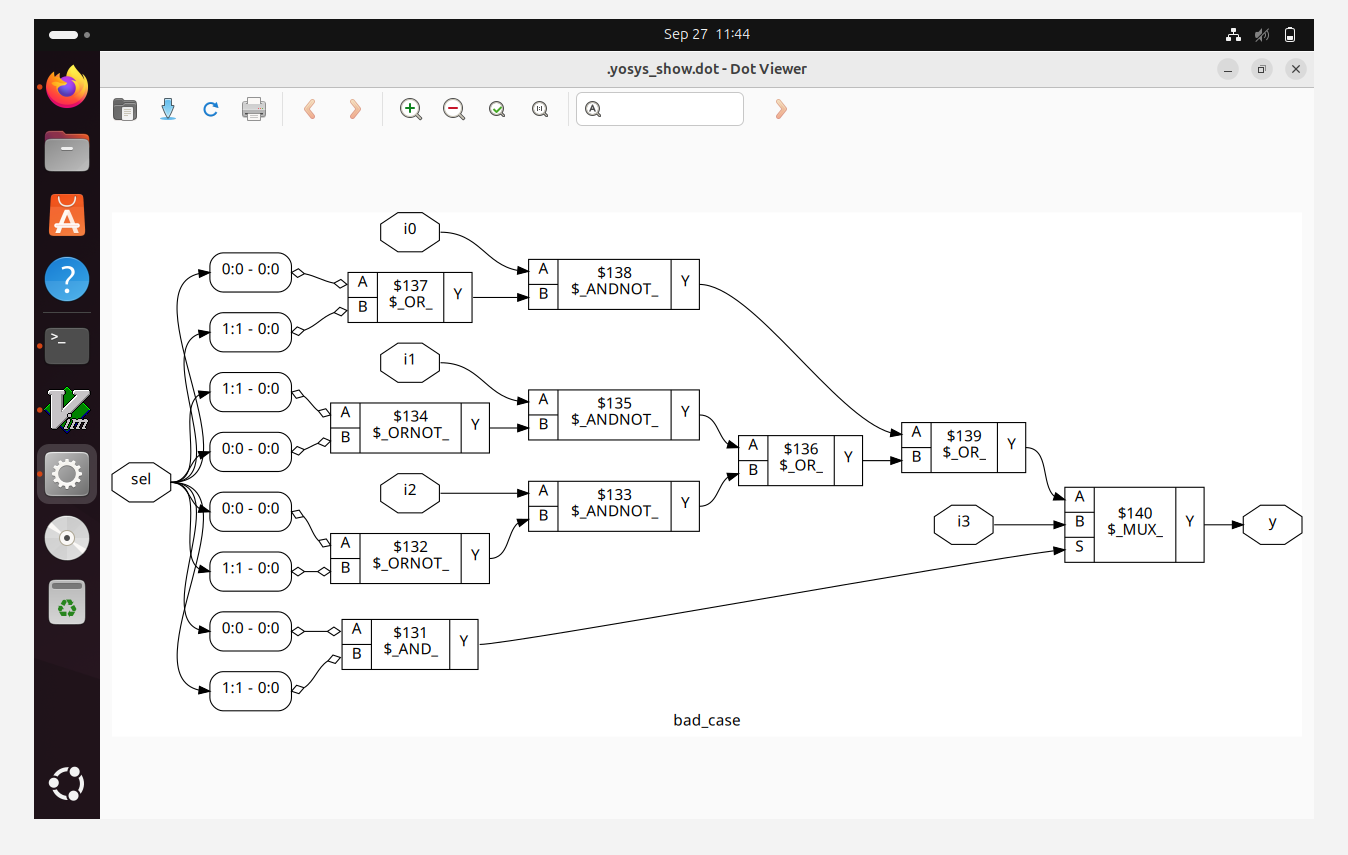 Sep 27 11:44
.yosys_show.dot - Dot Viewer
i0
0:0 - 0:0
A
B
$137
$_OR_
Y
A
B
$138
$_ANDNOT_
Y
1:1 - 0:0
i1
1:1 - 0:0
A
B
$134
$_ORNOT_
Y
A
B
$135
$_ANDNOT_
Y
0:0 - 0:0
A
B
$136
$_OR_
Y
A
B
$139
$_OR_
Y
sel
i2
0:0 - 0:0
A
B
$132
$_ORNOT_
Y
A
B
$133
$_ANDNOT_
Y
i3
A
B
S
$140
$_MUX_
Y
y
1:1 - 0:0
0:0 - 0:0
A
B
$131
$_AND_
Y
1:1 - 0:0
bad_case